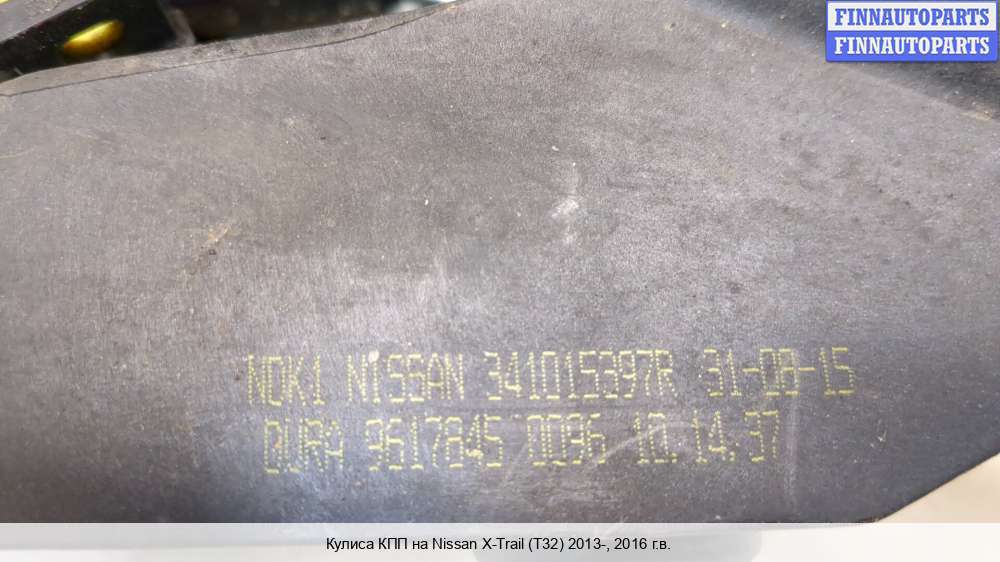 FINNAUTOPARTS
FINNAUTOPARTS
NDK1 NISSAN 341015397R 31-08-15
DURA 9617845 0096 10.14.37
Кулиса КПП на Nissan X-Trail (T32) 2013-, 2016 г.в.